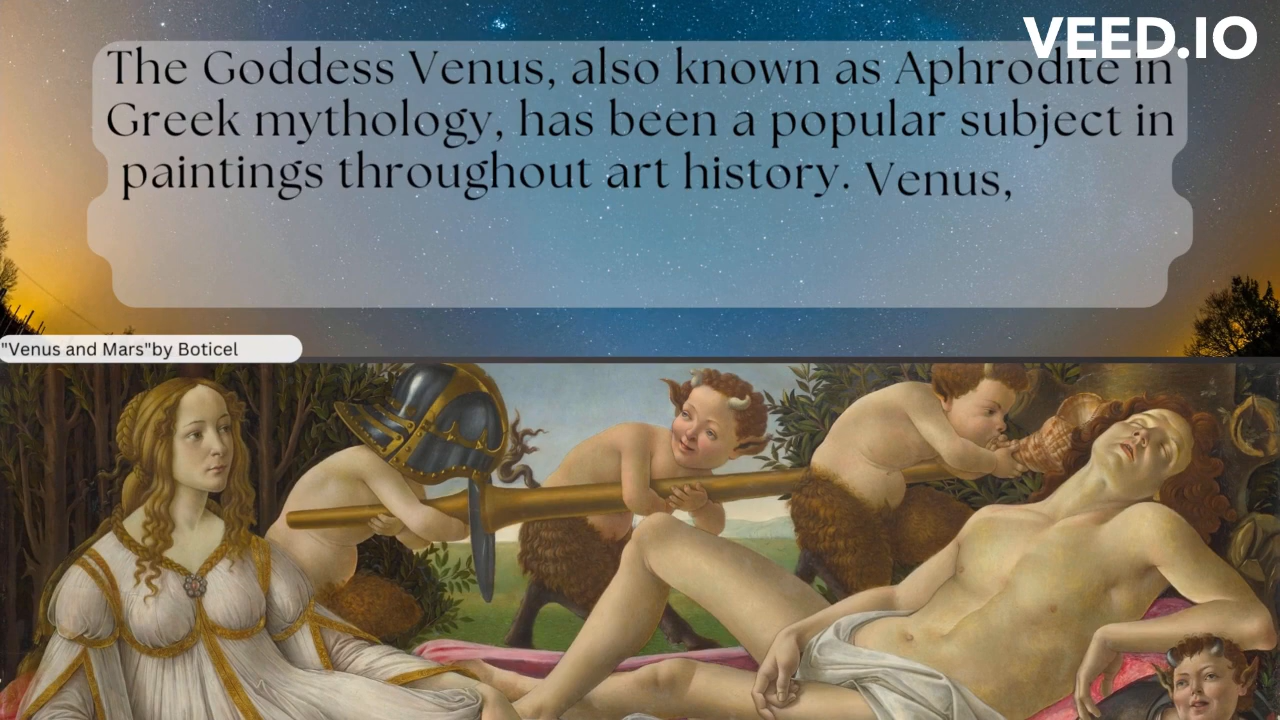 VEED.IO
The Goddess Venus, also known as Aphrodite in
Greek mythology, has been a popular subject in
paintings throughout art history. Venus,
"Venus and Mars"by Boticel